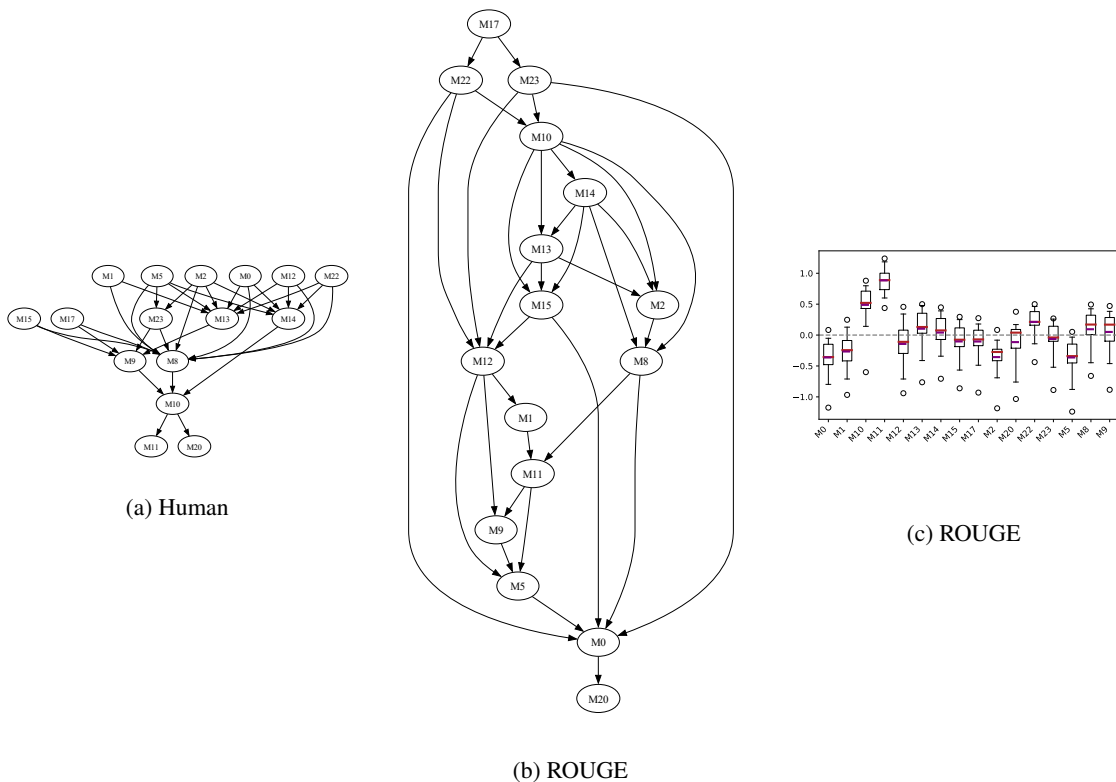 M1
M5
M2
M0
M12
M22
M15
M17
M23
M13
M14
M9
M8
M10
M11
M20
(a) Human
M17
M22
M23
M10
M14
M13
M15
M2
M12
M8
M1
M11
M9
M5
M0
M20
(b) ROUGE
1.0
0.5
0.0
−0.5
−1.0
M0 M1 M10 M11 M12 M13 M14 M15 M17 M2 M20 M22 M23 M5 M8 M9
(c) ROUGE